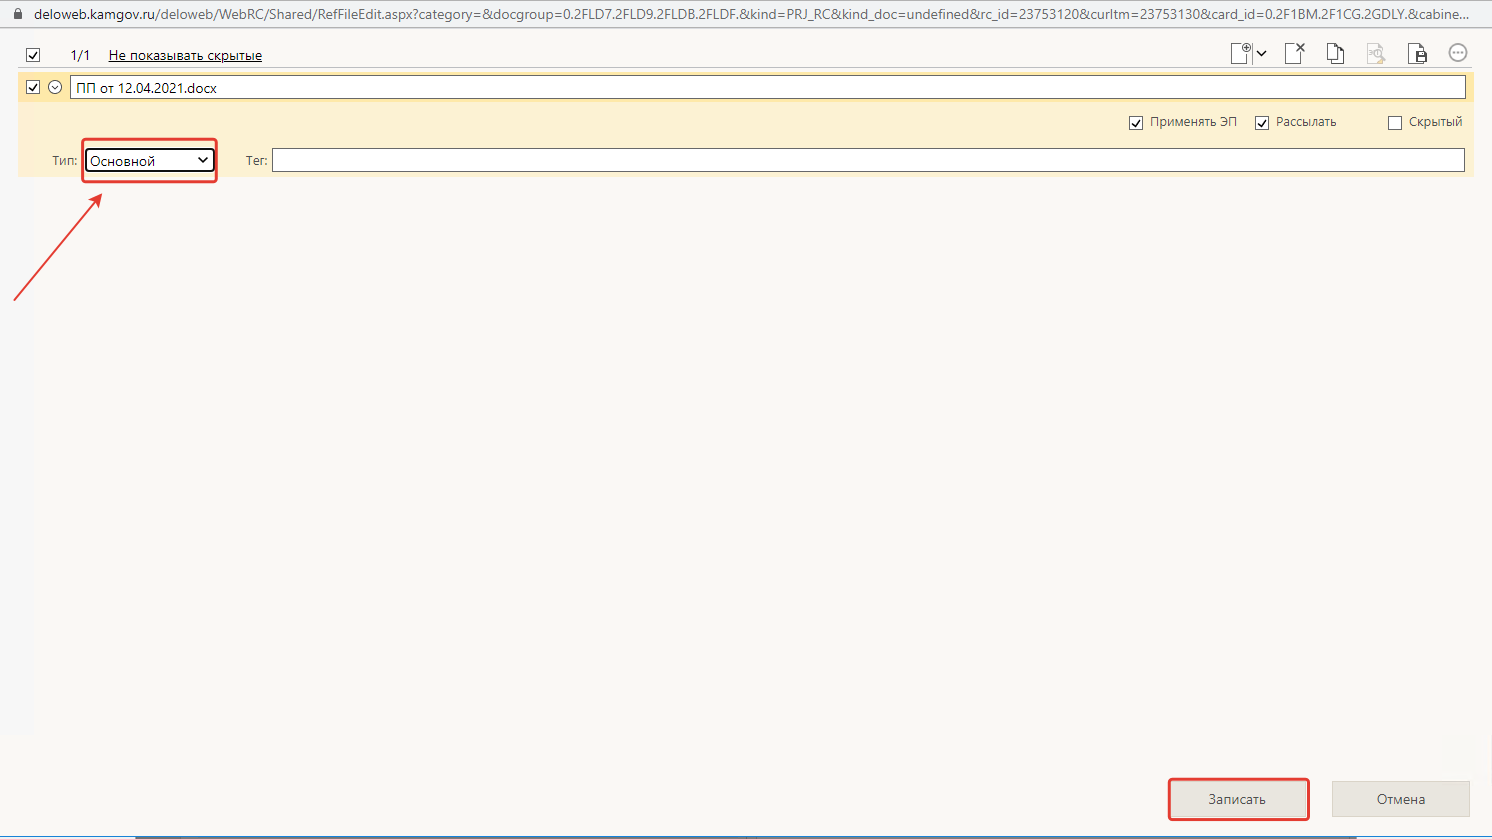 deloweb.kamgov.ru/deloweb/WebRC/Shared/RefFileEdit.aspx?category=&docgroup=0.2FLD7.2FLD9.2FLDB.2FLDF.&kind=PRJ_RC&kind_doc=undefined&rc_id=23753120&curltm=23753130&card_id=0.2F1BM.2F1CG.2GDLY.&cabine...
1/1 Не показывать скрытые
ПП от 12.04.2021.docx
Применять ЭП Рассылать Скрытый
Тип: Основной Тег:
Записать Отмена